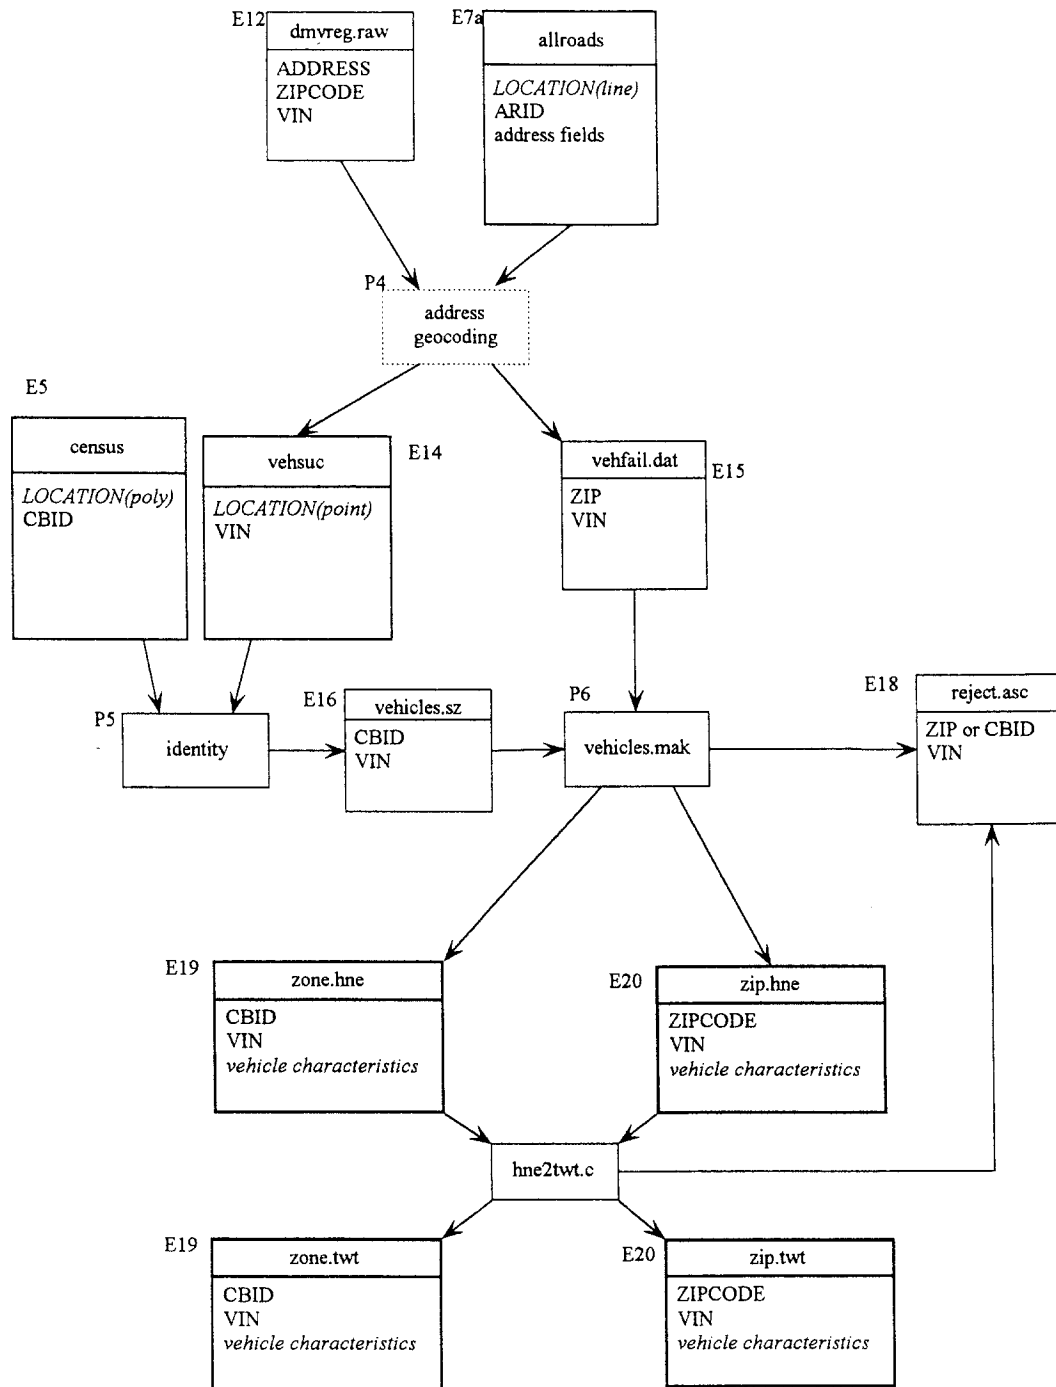 E12
dmvreg.raw
ADDRESS
ZIPCODE
VIN
E7a
allroads
LOCATION(line)
ARID
address fields
P4
address
geocoding
E5
census
LOCATION(poly)
CBID
vehsuc
E14
LOCATION(point)
VIN
vehfail.dat
E15
ZIP
VIN
P5
identity
E16
vehicles.sz
CBID
VIN
P6
vehicles.mak
E18
reject.asc
ZIP or CBID
VIN
E19
zone.hne
CBID
VIN
vehicle characteristics
E20
zip.hne
ZIPCODE
VIN
vehicle characteristics
hne2twt.c
E19
zone.twt
CBID
VIN
vehicle characteristics
E20
zip.twt
ZIPCODE
VIN
vehicle characteristics